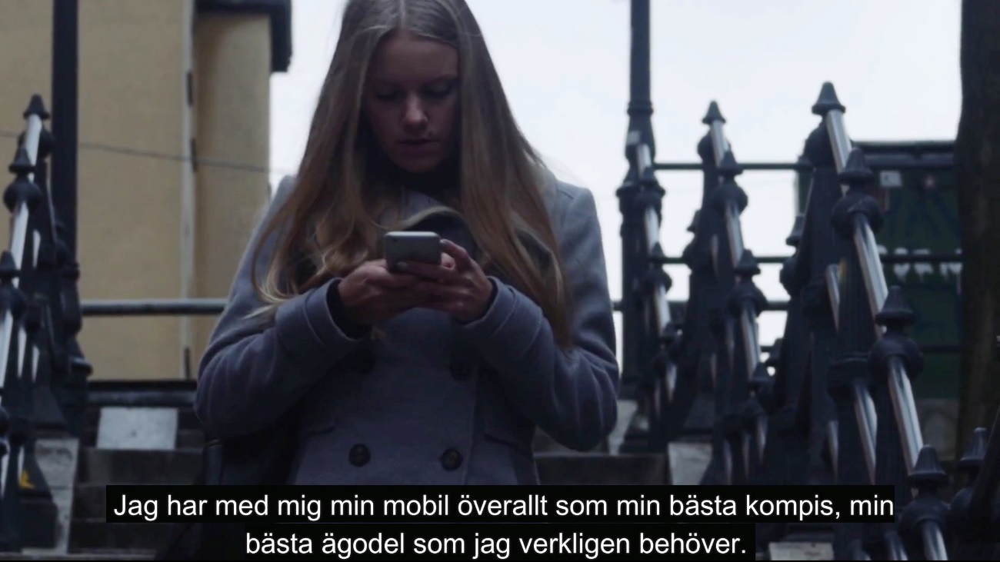 Jag har med mig min mobil överallt som min bästa kompis, min
bästa ägodel som jag verkligen behöver.